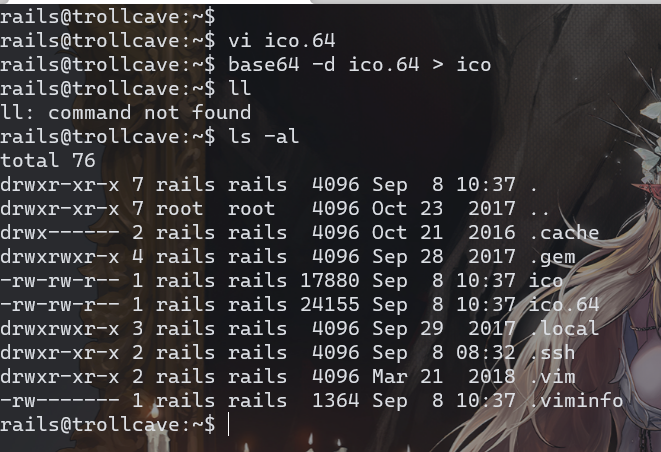 rails@trollcave:~$
rails@trollcave:~$ vi ico.64
rails@trollcave:~$ base64 -d ico.64 > ico
rails@trollcave:~$ ll
ll: command not found
rails@trollcave:~$ ls -al
total 76
drwxr-xr-x 7 rails rails  4096 Sep  8 10:37 .
drwxr-xr-x 7 root  root   4096 Oct 23  2017 ..
drwx------ 2 rails rails  4096 Oct 21  2016 .cache
drwxrwxr-x 4 rails rails  4096 Sep 28  2017 .gem
-rw-rw-r-- 1 rails rails 17880 Sep  8 10:37 ico
-rw-rw-r-- 1 rails rails 24155 Sep  8 10:37 ico.64
drwxrwxr-x 3 rails rails  4096 Sep 29  2017 .local
drwxr-xr-x 2 rails rails  4096 Sep  8 08:32 .ssh
drwxr-xr-x 2 rails rails  4096 Mar 21  2018 .vim
-rw------- 1 rails rails  1364 Sep  8 10:37 .viminfo
rails@trollcave:~$